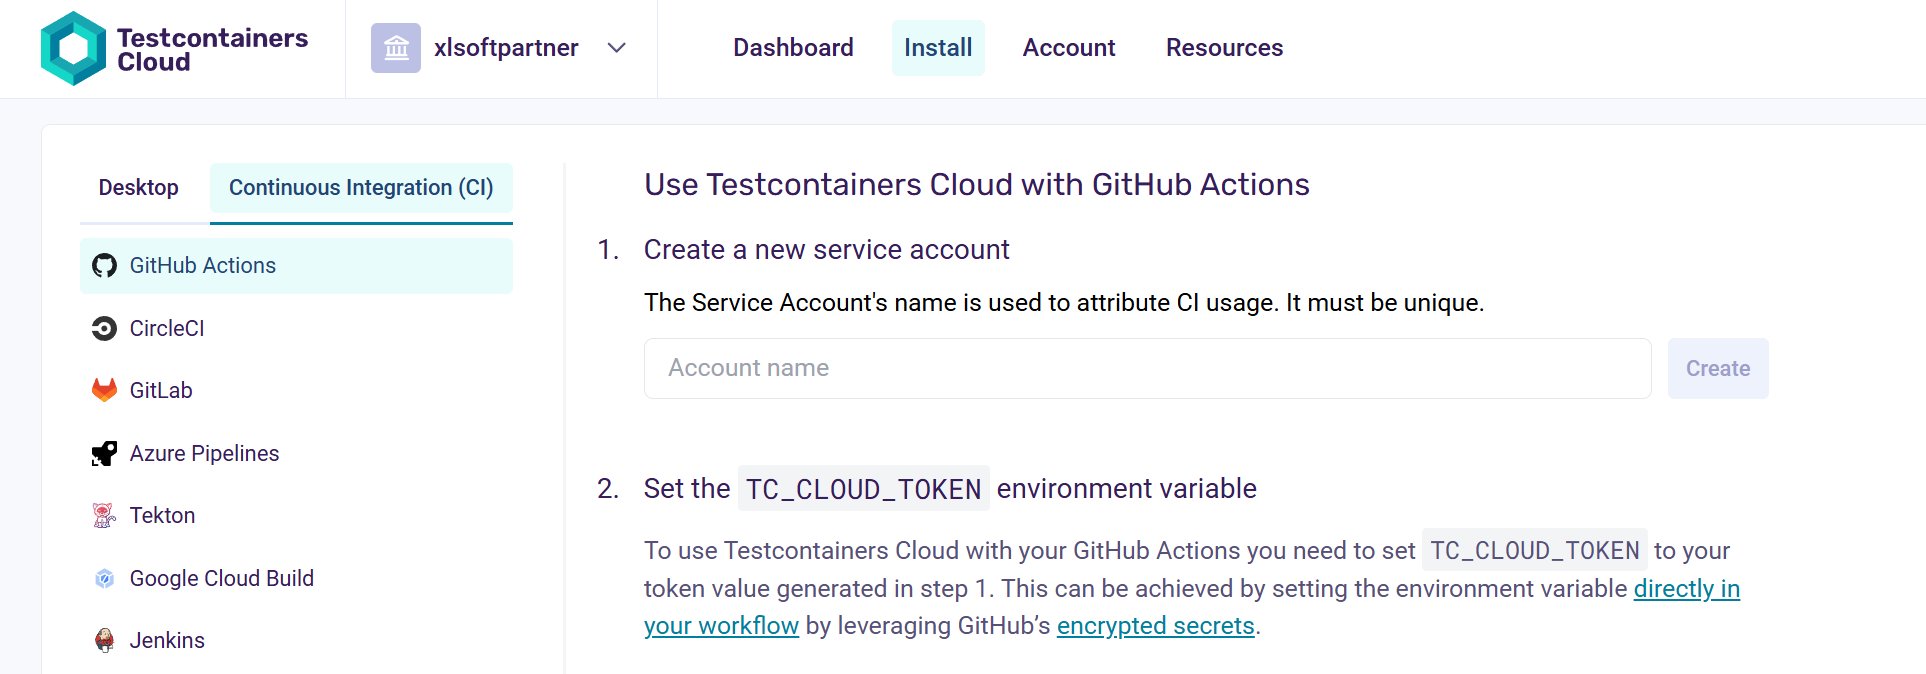 Testcontainers
Cloud
xlsoftpartner
Dashboard
Install
Account
Resources
Desktop
Continuous Integration (CI)
GitHub Actions
CircleCI
GitLab
Azure Pipelines
Tekton
Google Cloud Build
Jenkins
Use Testcontainers Cloud with GitHub Actions
1. Create a new service account
The Service Account's name is used to attribute CI usage. It must be unique.
Account name
Create
2. Set the TC_CLOUD_TOKEN environment variable
To use Testcontainers Cloud with your GitHub Actions you need to set TC_CLOUD_TOKEN to your
token value generated in step 1. This can be achieved by setting the environment variable directly in
your workflow by leveraging GitHub’s encrypted secrets.